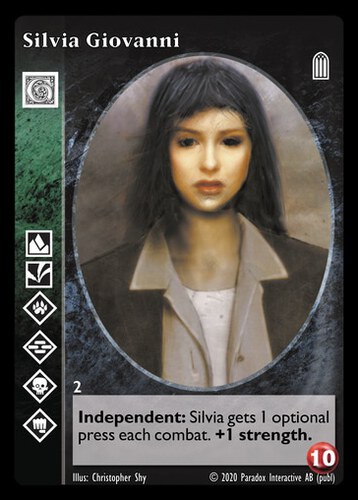 Silvia Giovanni
2
Independent: Silvia gets 1 optional
press each combat. +1 strength.
10
Illus: Christopher Shy © 2020 Paradox Interactive AB (publ)